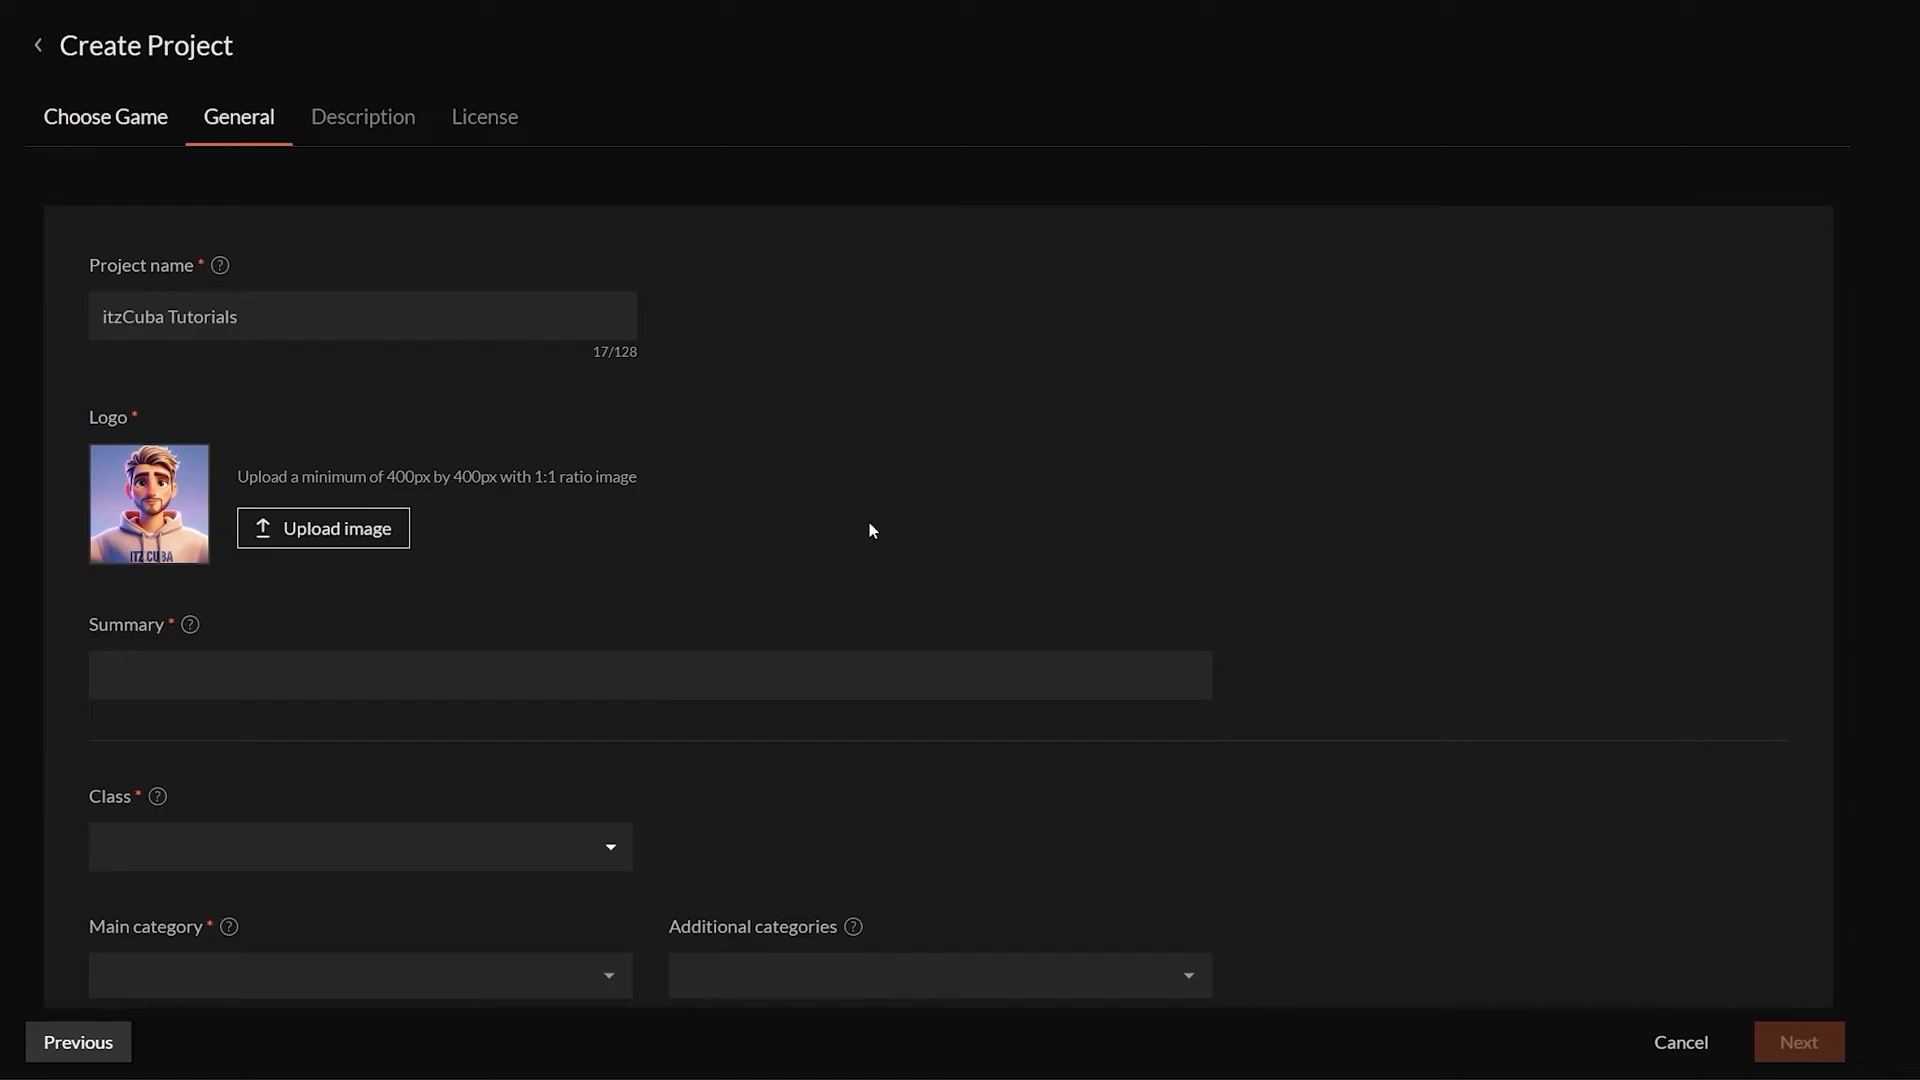 Create Project
Choose Game General Description License
Project name *
itzCuba Tutorials
17/128
Logo *
ITZ CUBA
Upload a minimum of 400px by 400px with 1:1 ratio image
Upload image
Summary *
Class *
Main category * Additional categories
Previous Cancel Next